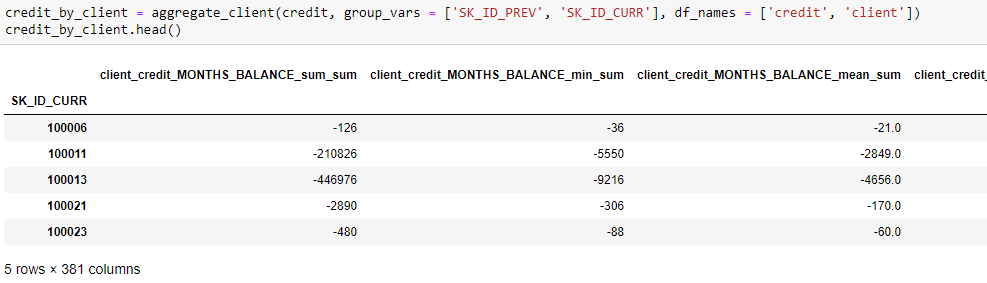 credit_by_client = aggregate_client(credit, group_vars = ['SK_ID_PREV', 'SK_ID_CURR'], df_names = ['credit', 'client'])
credit_by_client.head()
client_credit_MONTHS_BALANCE_sum_sum client_credit_MONTHS_BALANCE_min_sum client_credit_MONTHS_BALANCE_mean_sum client_credit_
SK_ID_CURR
100006 -126 -36 -21.0
100011 -210826 -5550 -2849.0
100013 -446976 -9216 -4656.0
100021 -2890 -306 -170.0
100023 -480 -88 -60.0
5 rows × 381 columns